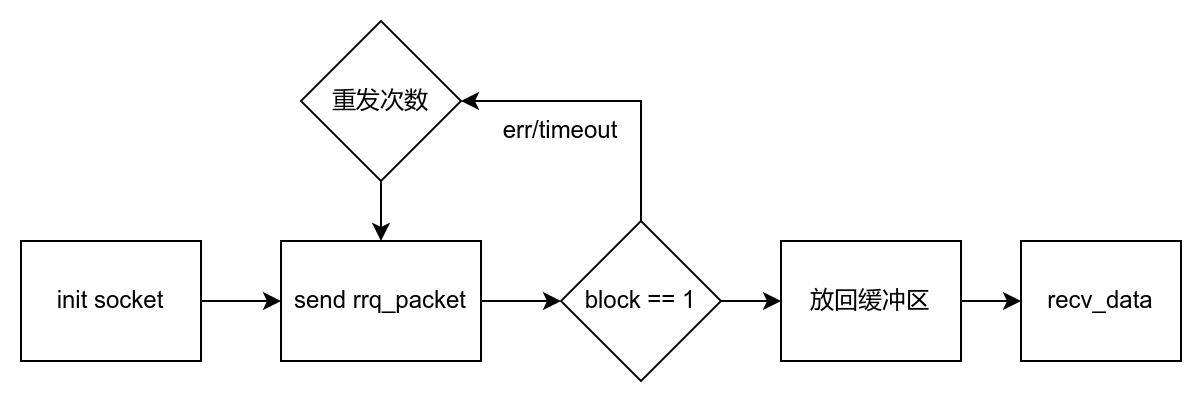 重发次数
err/timeout
init socket
send rrq_packet
block == 1
放回缓冲区
recv_data